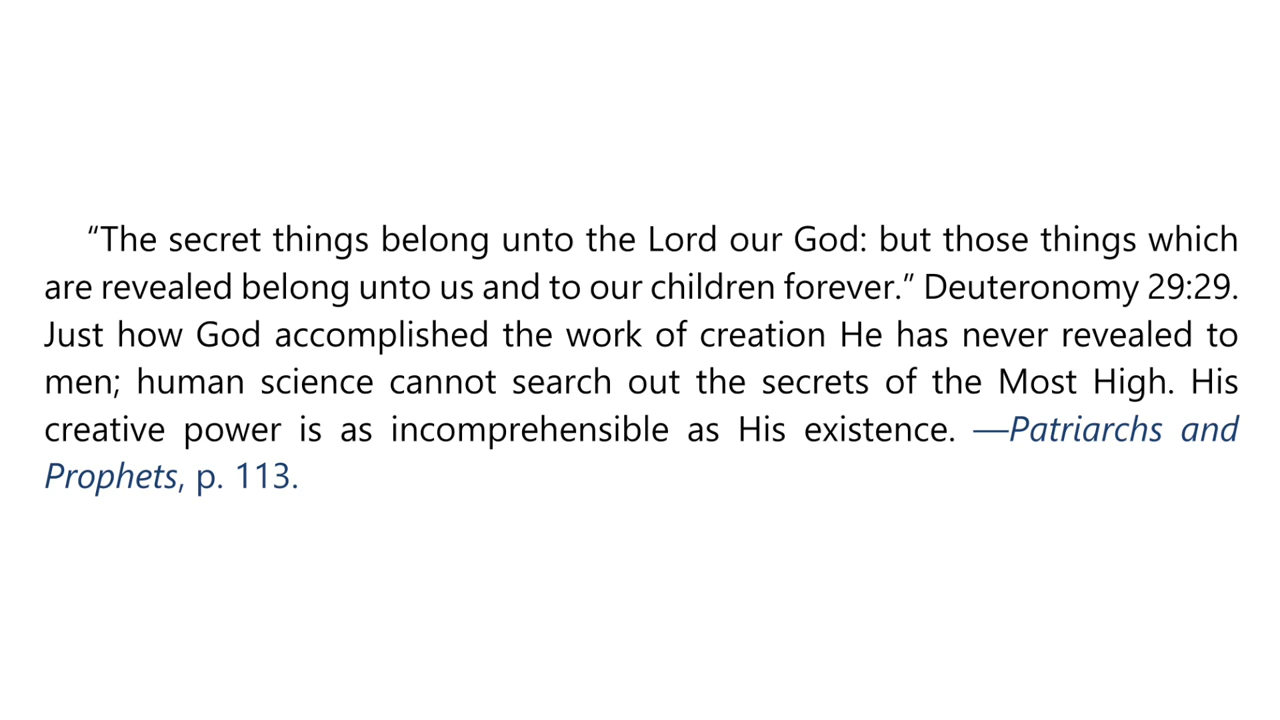 “The secret things belong unto the Lord our God: but those things which
are revealed belong unto us and to our children forever.” Deuteronomy 29:29.
Just how God accomplished the work of creation He has never revealed to
men; human science cannot search out the secrets of the Most High. His
creative power is as incomprehensible as His existence. —Patriarchs and
Prophets, p. 113.